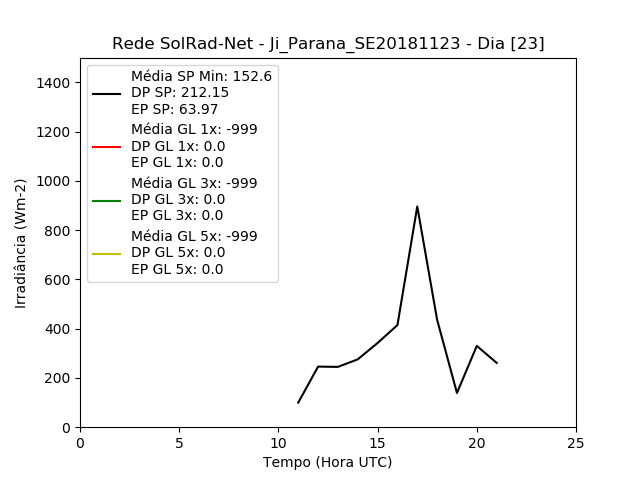 Rede SolRad-Net - Ji_Parana_SE20181123 - Dia [23]
Média SP Min: 152.6
DP SP: 212.15
EP SP: 63.97
Média GL 1x: -999
DP GL 1x: 0.0
EP GL 1x: 0.0
Média GL 3x: -999
DP GL 3x: 0.0
EP GL 3x: 0.0
Média GL 5x: -999
DP GL 5x: 0.0
EP GL 5x: 0.0
Irradiância (Wm-2)
1400
1200
1000
800
600
400
200
0
0 5 10 15 20 25
Tempo (Hora UTC)